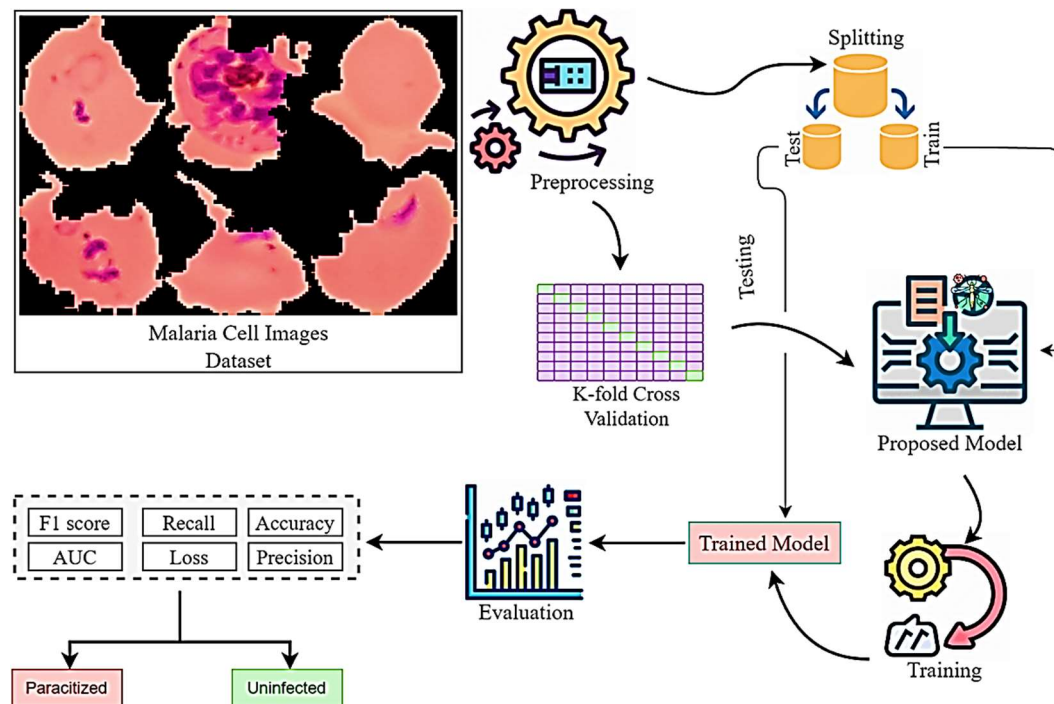 Malaria Cell Images
Dataset
Preprocessing
Splitting
Test
Train
Testing
K-fold Cross
Validation
Proposed Model
Training
Trained Model
Evaluation
F1 score
Recall
Accuracy
AUC
Loss
Precision
Paracitized
Uninfected